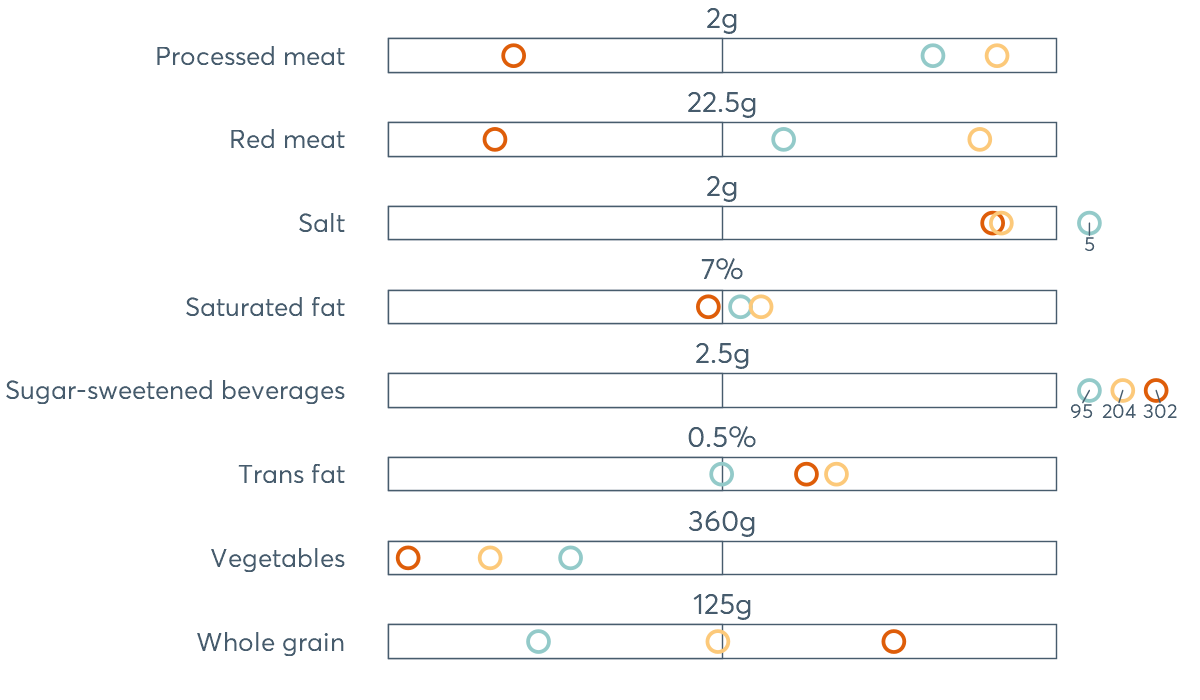 2g
Processed meat
22.5g
Red meat
2g
Salt
5
7%
Saturated fat
2.5g
Sugar-sweetened beverages
95 204 302
0.5%
Trans fat
360g
Vegetables
125g
Whole grain